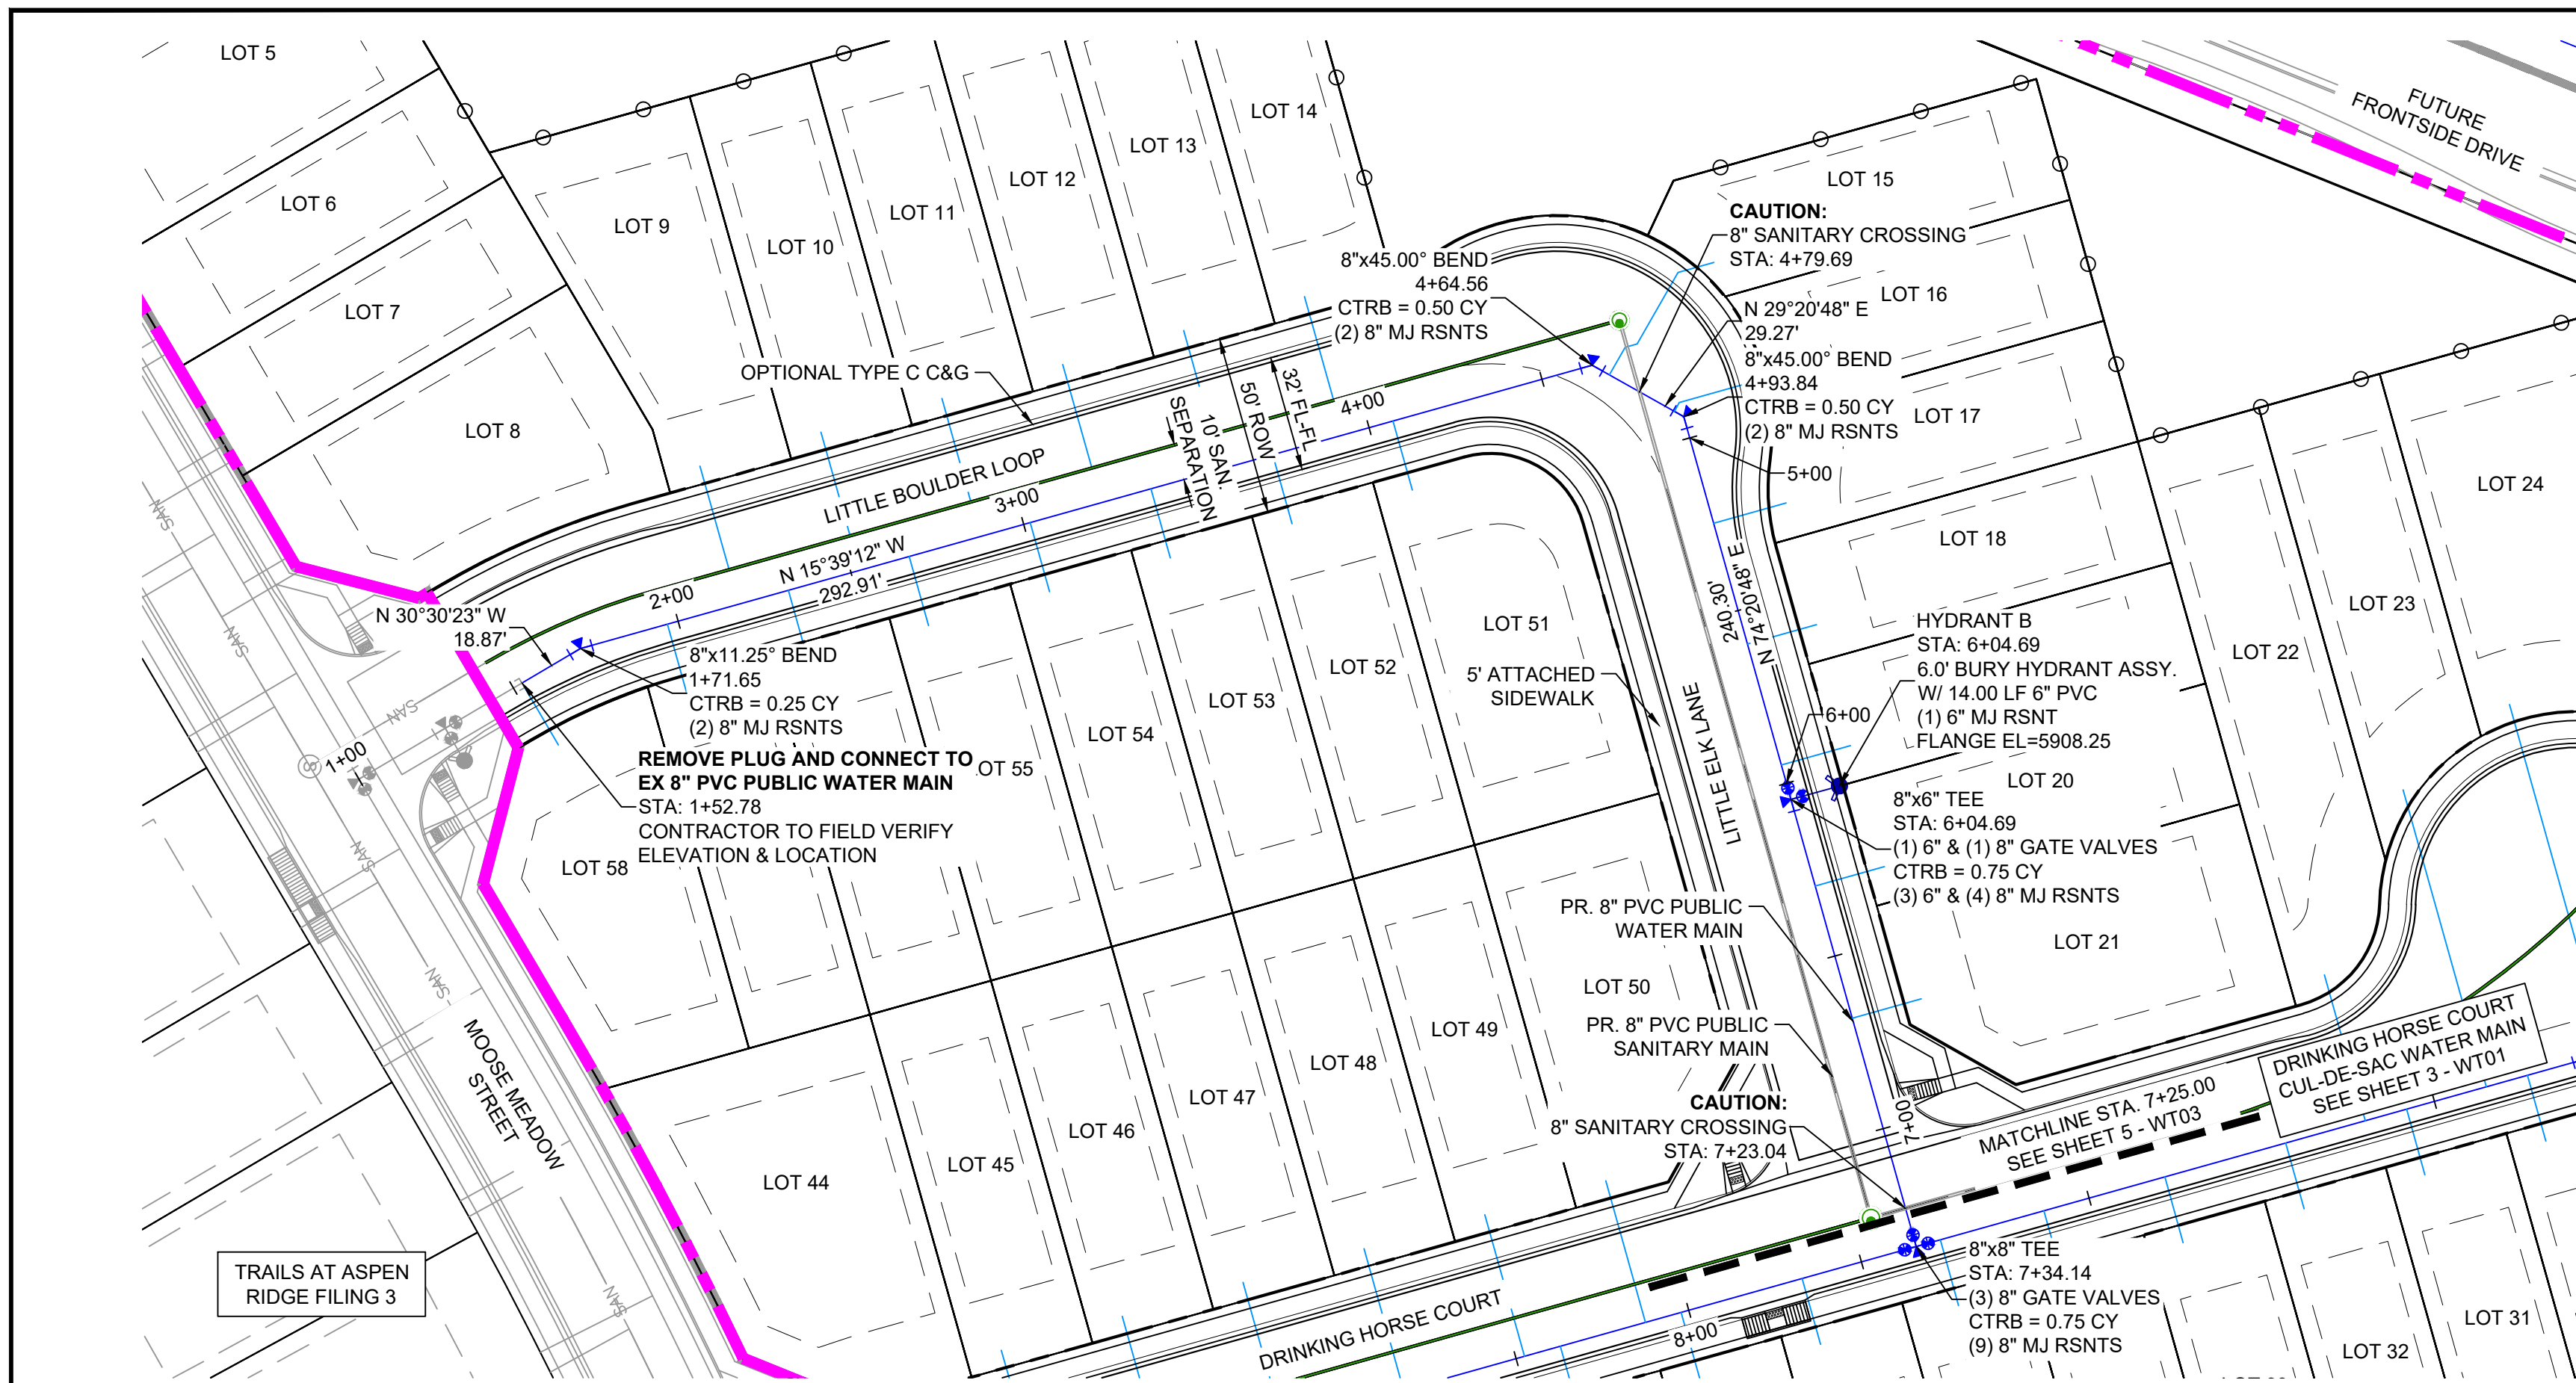 LOT 5
LOT 6
LOT 7
LOT 8
LOT 9
LOT 10
LOT 11
LOT 12
LOT 13
LOT 14
LOT 15
LOT 16
LOT 17
LOT 18
LOT 20
LOT 21
LOT 22
LOT 23
LOT 24
FUTURE
FRONTSIDE DRIVE
CAUTION:
8" SANITARY CROSSING
STA: 4+79.69
8"x45.00° BEND
4+64.56
CTRB = 0.50 CY
(2) 8" MJ RSNTS
N 29°20'48" E
29.27'
8"x45.00° BEND
4+93.84
CTRB = 0.50 CY
(2) 8" MJ RSNTS
5+00
OPTIONAL TYPE C C&G
LITTLE BOULDER LOOP
10' SAN.
SEPARATION
50' ROW
32' FL-FL
4+00
3+00
2+00
1+00
N 15°39'12" W
292.91'
N 30°30'23" W
18.87'
8"x11.25° BEND
1+71.65
CTRB = 0.25 CY
(2) 8" MJ RSNTS
REMOVE PLUG AND CONNECT TO
EX 8" PVC PUBLIC WATER MAIN
STA: 1+52.78
CONTRACTOR TO FIELD VERIFY
ELEVATION & LOCATION
SAN
SAN
SAN
SAN
SAN
SAN
MOOSE MEADOW
STREET
TRAILS AT ASPEN
RIDGE FILING 3
LOT 58
OT 55
LOT 54
LOT 53
LOT 52
LOT 51
LOT 50
LOT 49
LOT 48
LOT 47
LOT 46
LOT 45
LOT 44
5' ATTACHED
SIDEWALK
LITTLE ELK LANE
240.30'
N 74°20'48" E
6+00
HYDRANT B
STA: 6+04.69
6.0' BURY HYDRANT ASSY.
W/ 14.00 LF 6" PVC
(1) 6" MJ RSNT
FLANGE EL=5908.25
8"x6" TEE
STA: 6+04.69
(1) 6" & (1) 8" GATE VALVES
CTRB = 0.75 CY
(3) 6" & (4) 8" MJ RSNTS
PR. 8" PVC PUBLIC
WATER MAIN
PR. 8" PVC PUBLIC
SANITARY MAIN
CAUTION:
8" SANITARY CROSSING
STA: 7+23.04
7+00
MATCHLINE STA. 7+25.00
SEE SHEET 5 - WT03
DRINKING HORSE COURT
CUL-DE-SAC WATER MAIN
SEE SHEET 3 - WT01
8"x8" TEE
STA: 7+34.14
(3) 8" GATE VALVES
CTRB = 0.75 CY
(9) 8" MJ RSNTS
8+00
DRINKING HORSE COURT
LOT 31
LOT 32